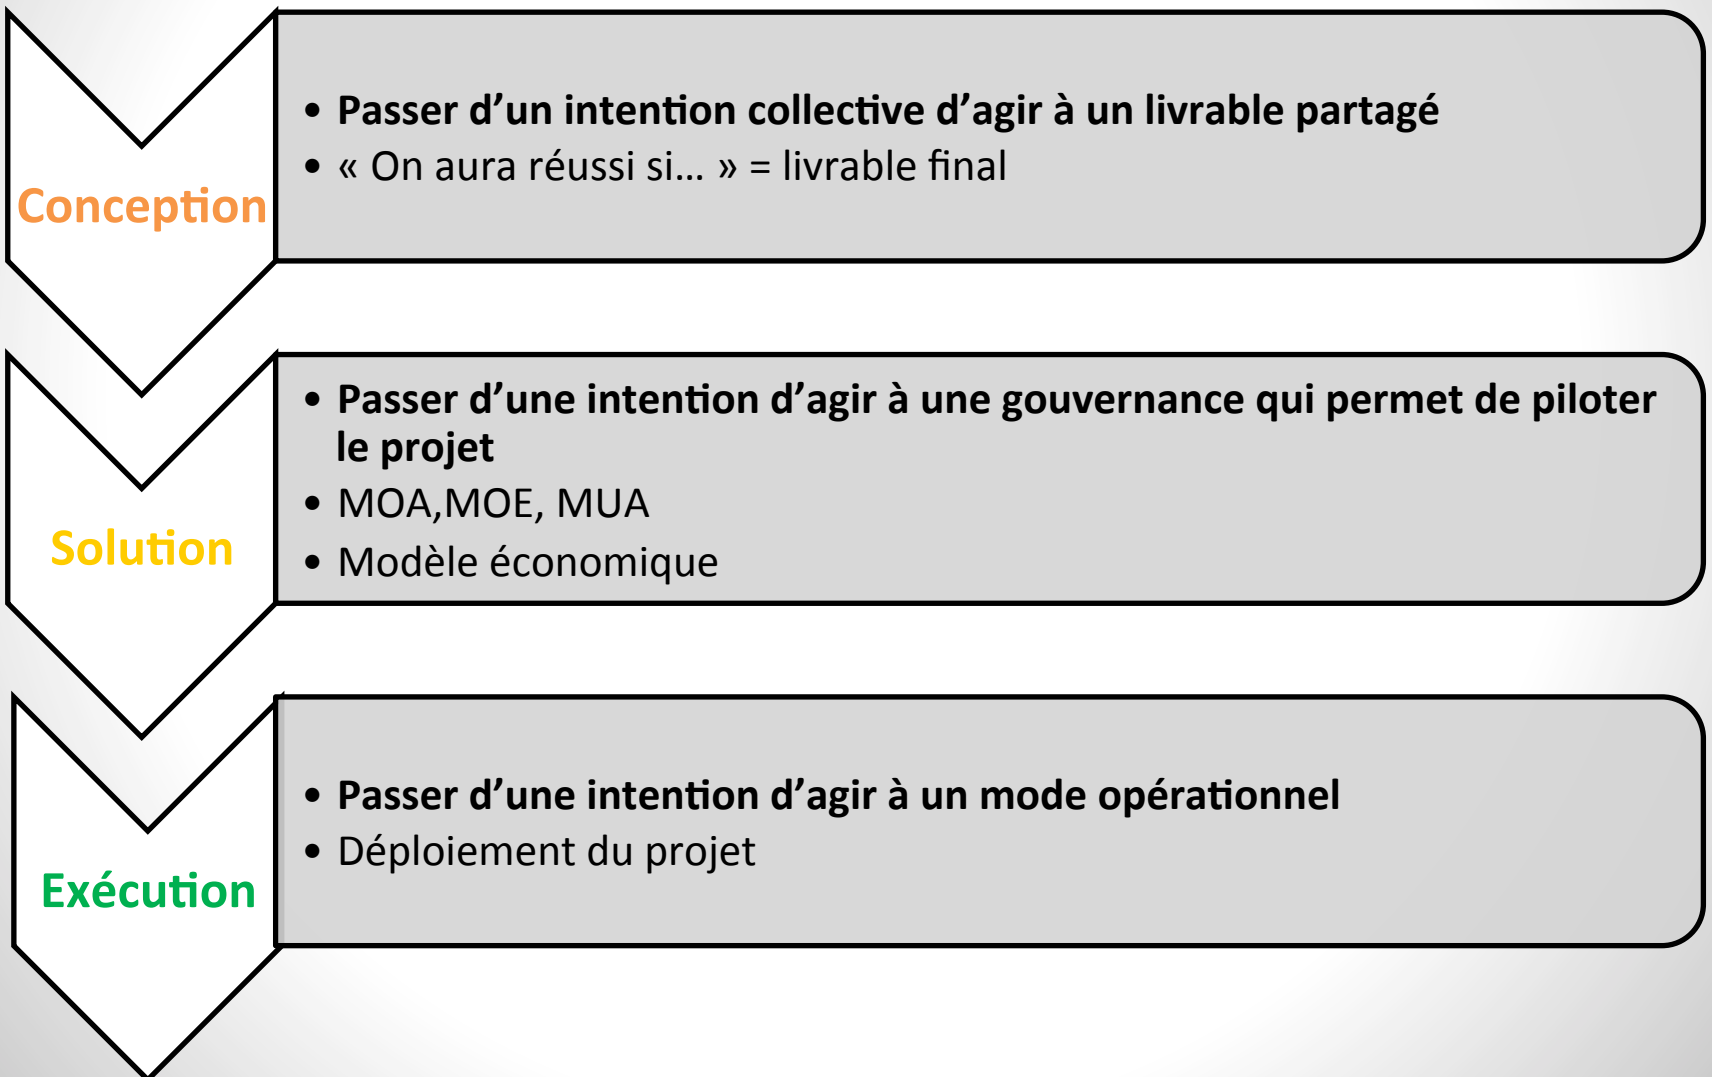 Conception
• Passer d’un intention collective d’agir à un livrable partagé
• « On aura réussi si… » = livrable final
Solution
• Passer d’une intention d’agir à une gouvernance qui permet de piloter
le projet
• MOA,MOE, MUA
• Modèle économique
Exécution
• Passer d’une intention d’agir à un mode opérationnel
• Déploiement du projet